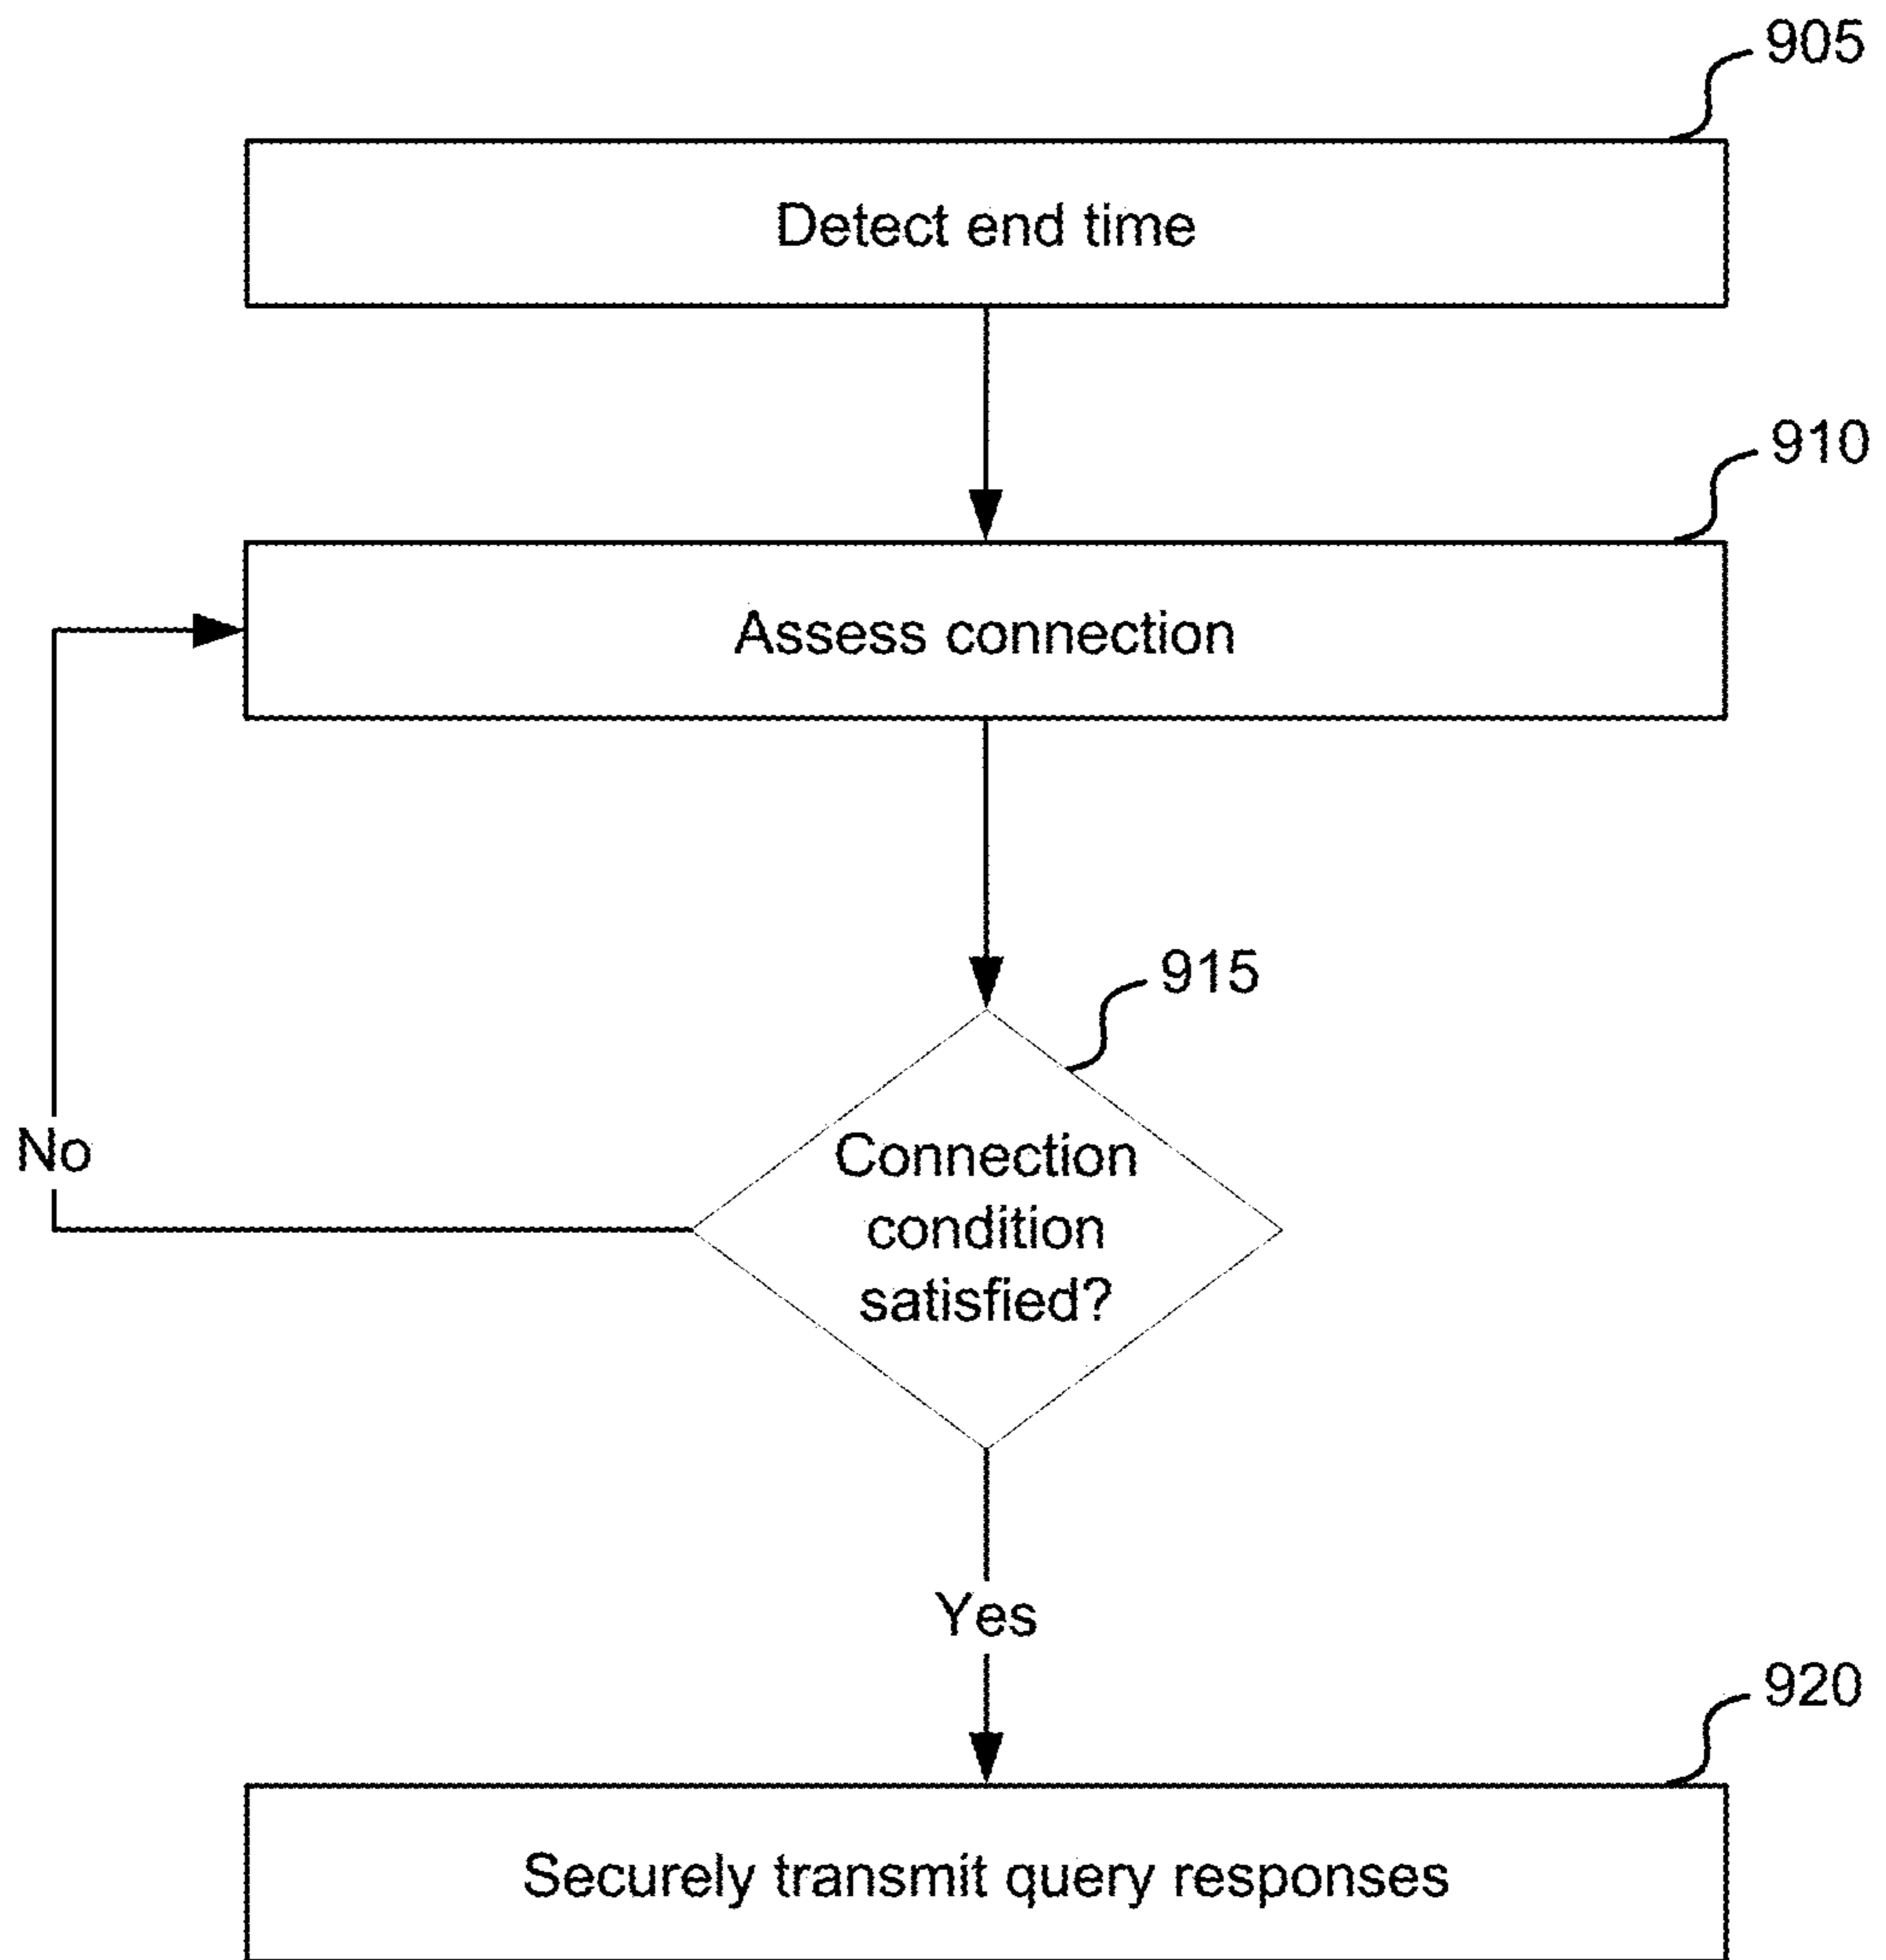 905
Detect end time
910
Assess connection
915
Connection
condition
satisfied?
No
Yes
920
Securely transmit query responses